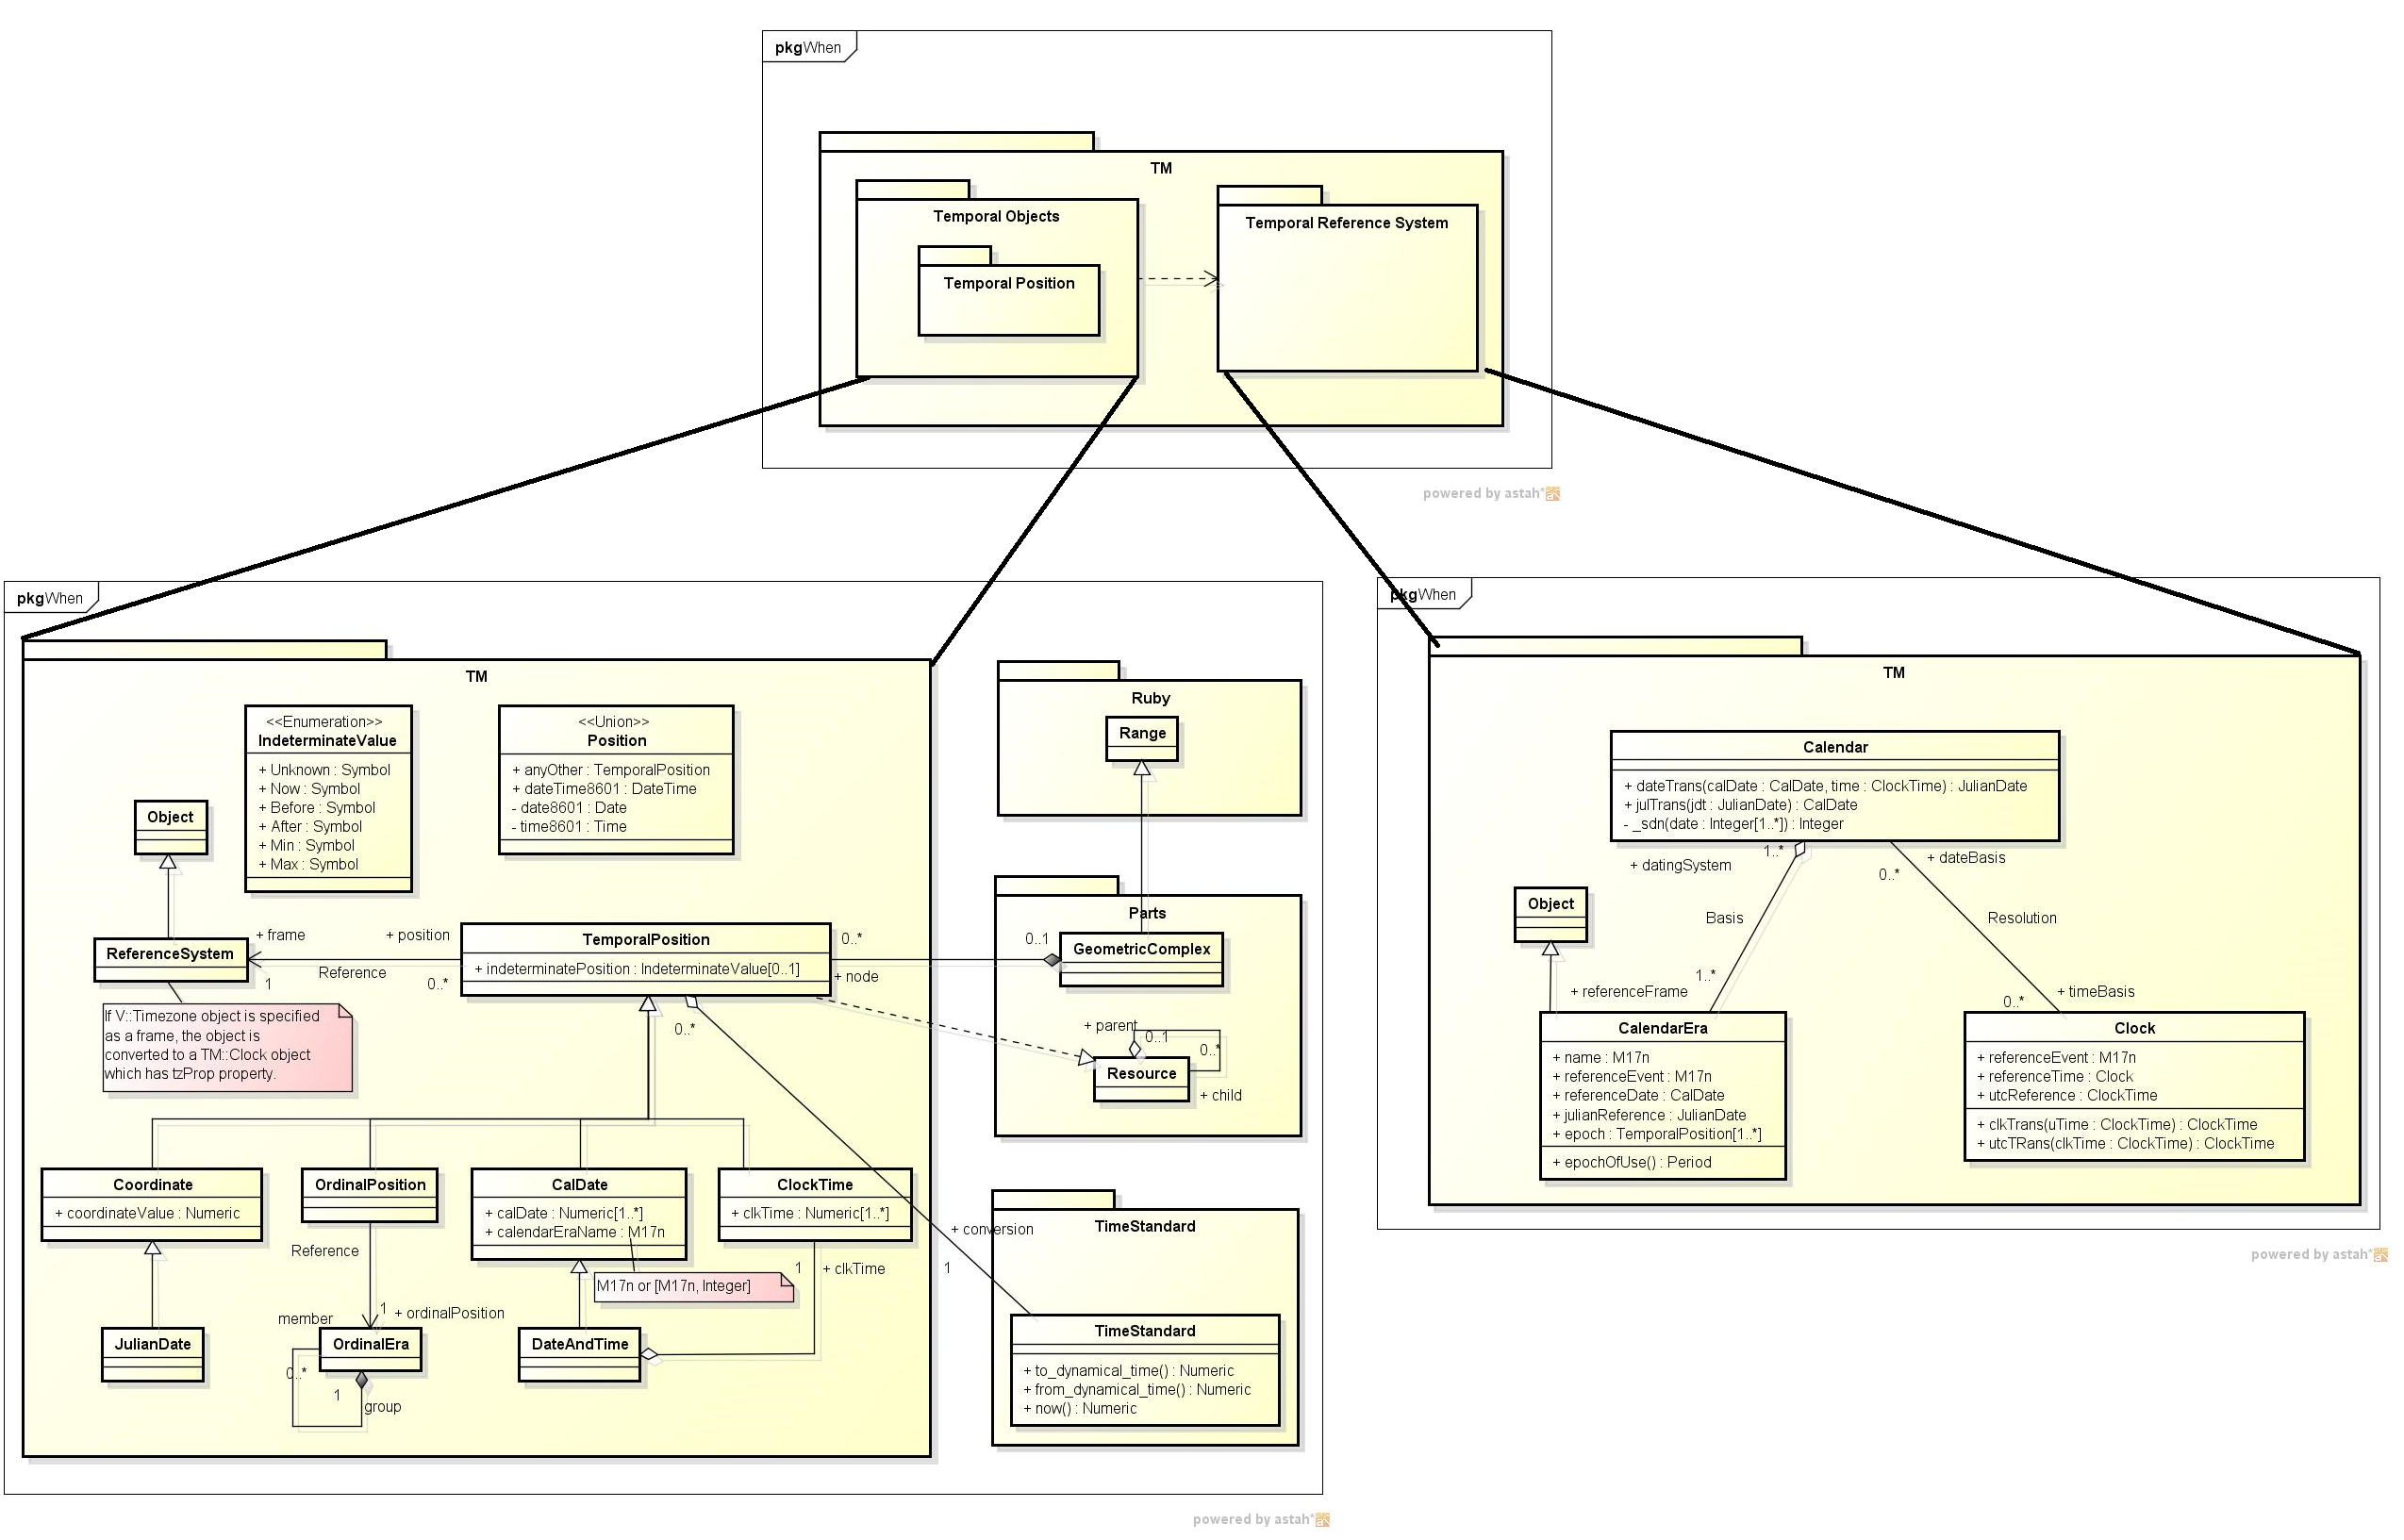 pkgWhen
TM
Temporal Objects
Temporal Position
Temporal Reference System
powered by astah*
pkgWhen
TM
<<Enumeration>>
IndeterminateValue
+ Unknown : Symbol
+ Now : Symbol
+ Before : Symbol
+ After : Symbol
+ Min : Symbol
+ Max : Symbol
<<Union>>
Position
+ anyOther : TemporalPosition
+ dateTime8601 : DateTime
- date8601 : Date
- time8601 : Time
Object
ReferenceSystem
+ frame
+ position
Reference
1
0..*
TemporalPosition
+ indeterminatePosition : IndeterminateValue[0..1]
0..*
0..1
+ node
0..*
If V::Timezone object is specified
as a frame, the object is
converted to a TM::Clock object
which has tzProp property.
Coordinate
+ coordinateValue : Numeric
OrdinalPosition
CalDate
+ calDate : Numeric[1..*]
+ calendarEraName : M17n
ClockTime
+ clkTime : Numeric[1..*]
M17n or [M17n, Integer]
Reference
1
+ ordinalPosition
member
0..*
1
group
1
+ clkTime
JulianDate
OrdinalEra
DateAndTime
Ruby
Range
Parts
GeometricComplex
+ parent
0..1
0..*
Resource
+ child
TimeStandard
+ conversion
1
TimeStandard
+ to_dynamical_time() : Numeric
+ from_dynamical_time() : Numeric
+ now() : Numeric
powered by astah*
pkgWhen
TM
Calendar
+ dateTrans(calDate : CalDate, time : ClockTime) : JulianDate
+ julTrans(jdt : JulianDate) : CalDate
- _sdn(date : Integer[1..*]) : Integer
+ datingSystem
1..*
+ dateBasis
0..*
Object
Basis
Resolution
1..*
+ referenceFrame
0..*
+ timeBasis
CalendarEra
+ name : M17n
+ referenceEvent : M17n
+ referenceDate : CalDate
+ julianReference : JulianDate
+ epoch : TemporalPosition[1..*]
+ epochOfUse() : Period
Clock
+ referenceEvent : M17n
+ referenceTime : Clock
+ utcReference : ClockTime
+ clkTrans(uTime : ClockTime) : ClockTime
+ utcTRans(clkTime : ClockTime) : ClockTime
powered by astah*